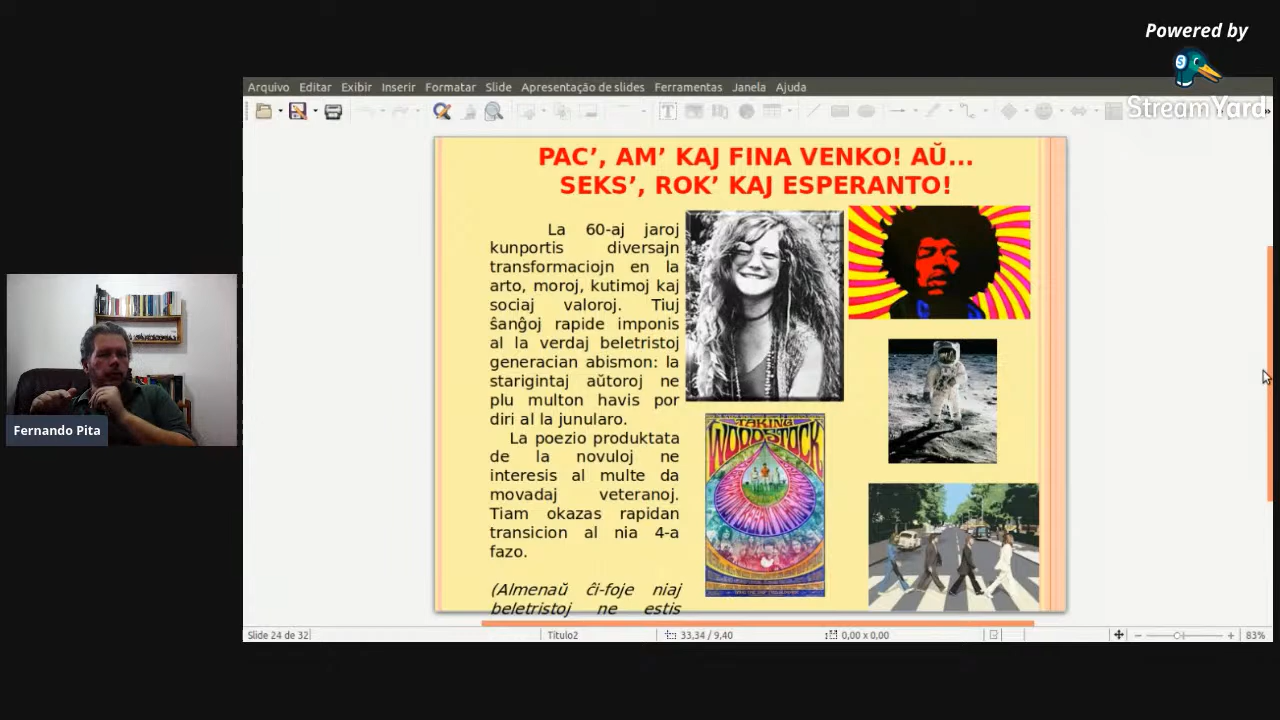 Powered by
StreamYard
Arquivo Editar Exibir Inserir Formatar Slide Apresentação de slides Ferramentas Janela Ajuda
PAC’, AM’ KAJ FINA VENKO! AŬ...
SEKS’, ROK’ KAJ ESPERANTO!
La 60-aj jaroj
kunportis diversajn
transformaciojn en la
arto, moroj, kutimoj kaj
sociaj valoroj. Tiuj
ŝanĝoj rapide imponis
al la verdaj beletristoj
generacian abismon: la
starigintaj aŭtoroj ne
plu multon havis por
diri al la junularo.
La poezio produktata
de la novuloj ne
interesis al multe da
movadaj veteranoj.
Tiam okazas rapidan
transicion al nia 4-a
fazo.
(Almenaŭ ĉi-foje niaj
beletristoj ne estis
TAKING
WOODSTOCK
Fernando Pita
Slide 24 de 32
Título2
33,34 / 9,40
0,00 x 0,00
83%